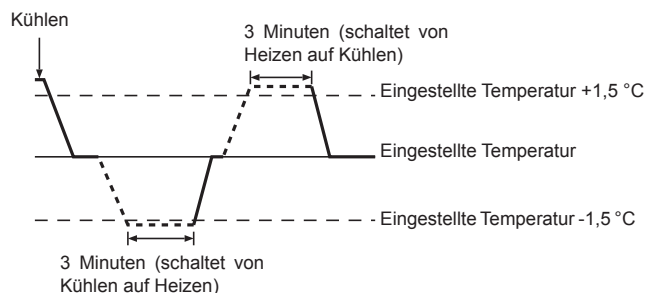 Kühlen
3 Minuten (schaltet von
Heizen auf Kühlen)
Eingestellte Temperatur +1,5 °C
Eingestellte Temperatur
Eingestellte Temperatur -1,5 °C
3 Minuten (schaltet von
Kühlen auf Heizen)